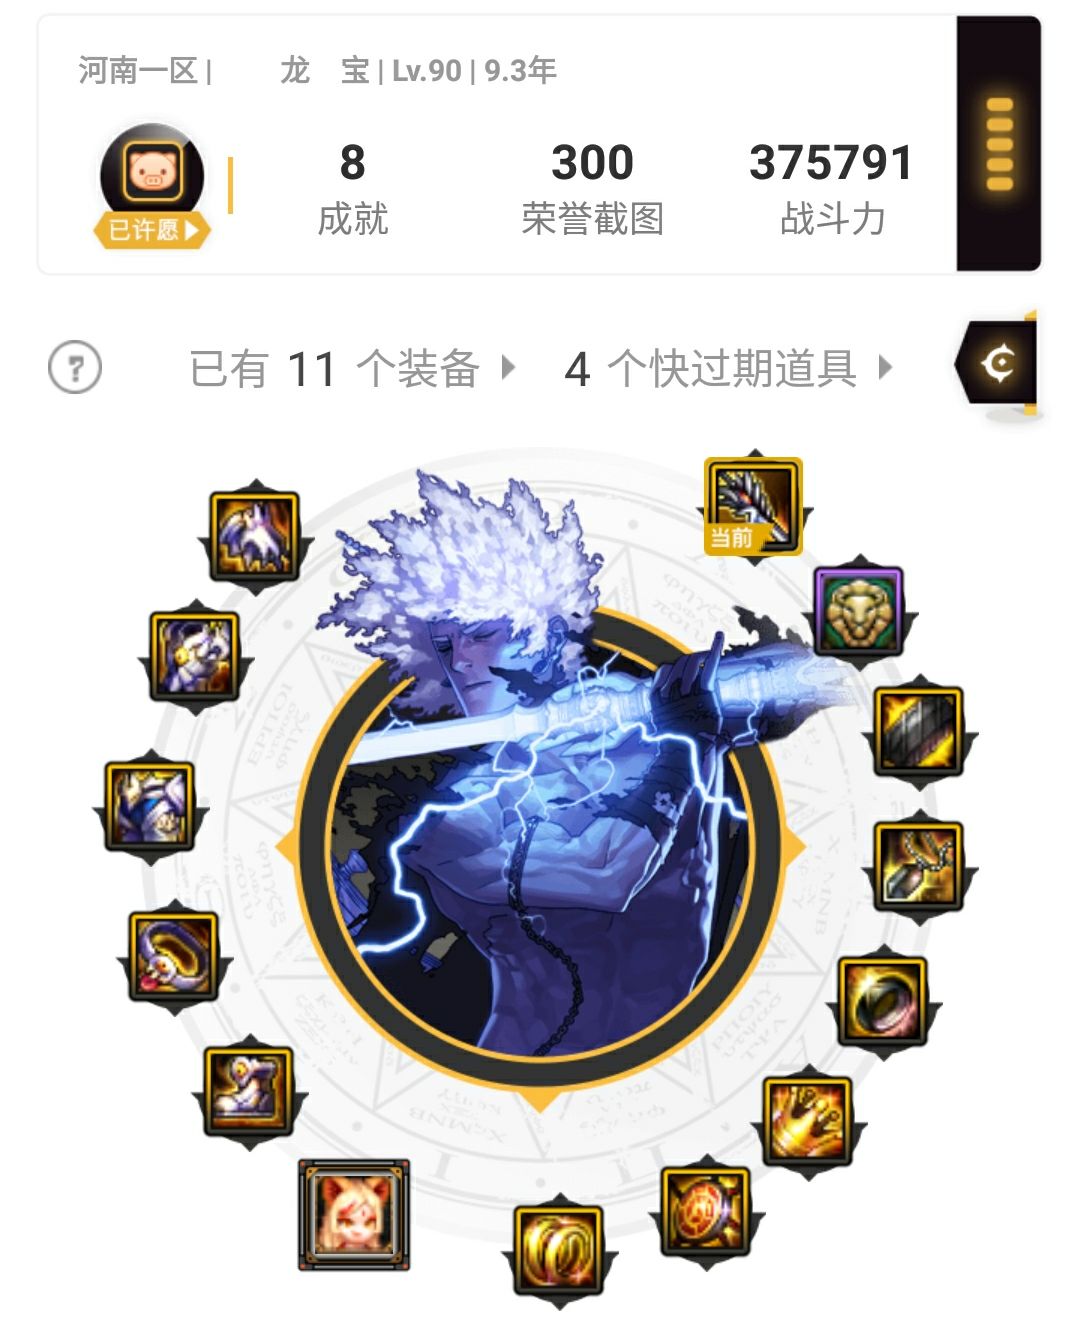 河南一区 | 龙 宝 | Lv.90 | 9.3年
8 300 375791
成就 荣誉截图 战斗力
已许愿
? 已有 11 个装备 4 个快过期道具
当前